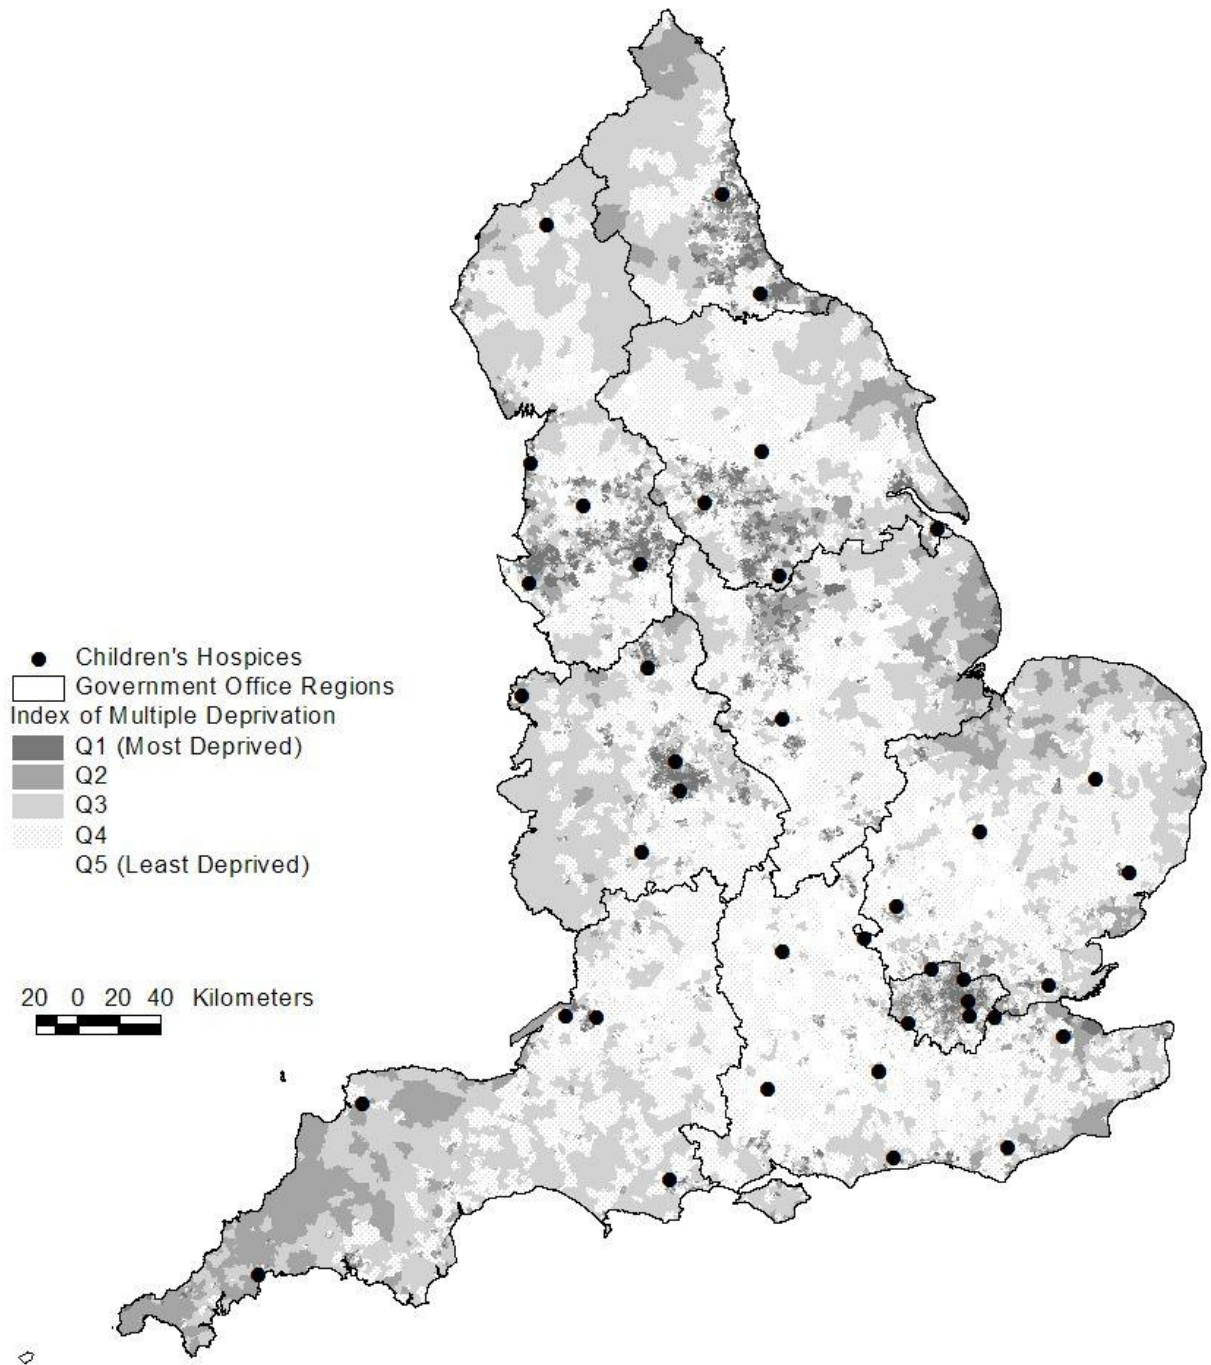 Children's Hospices
Government Office Regions
Index of Multiple Deprivation
Q1 (Most Deprived)
Q2
Q3
Q4
Q5 (Least Deprived)
20 0 20 40 Kilometers